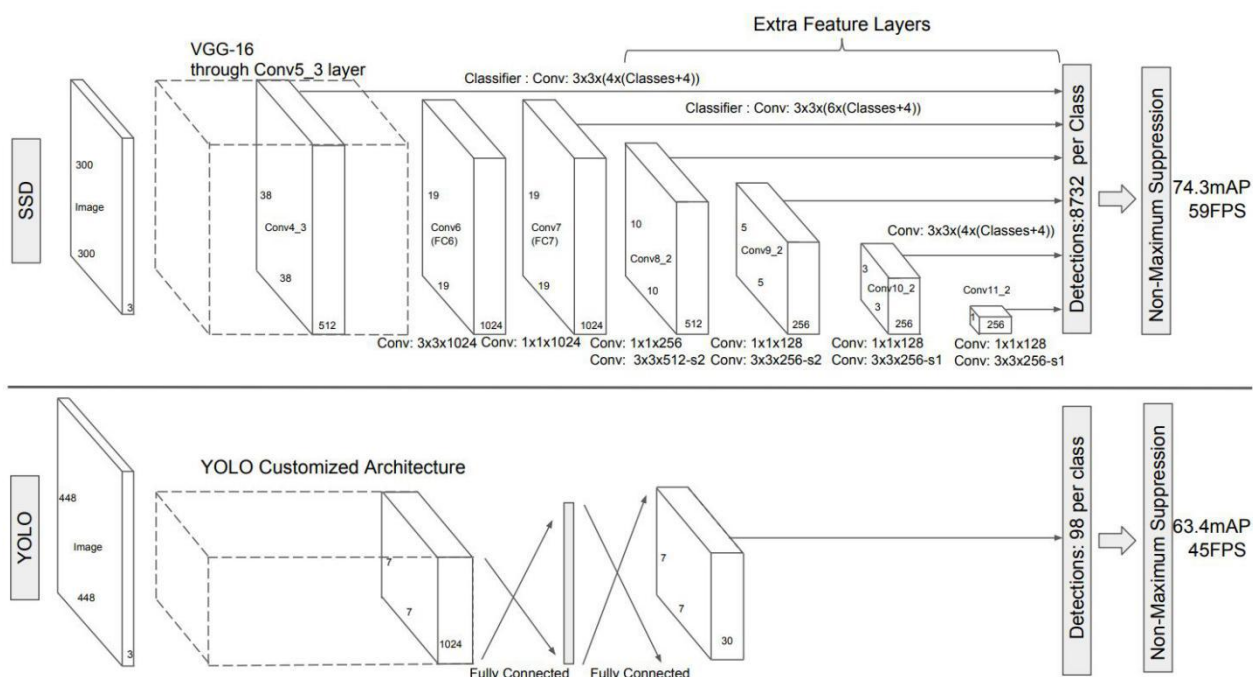 Extra Feature Layers
VGG-16
through Conv5_3 layer
Classifier : Conv: 3x3x(4x(Classes+4))
Classifier : Conv: 3x3x(6x(Classes+4))
SSD
300
Image
300
3
38
Conv4_3
38
512
19
Conv6
(FC6)
19
1024
19
Conv7
(FC7)
19
1024
10
Conv8_2
10
512
5
Conv9_2
5
256
Conv: 3x3x(4x(Classes+4))
3
Conv10_2
3
256
Conv11_2
1
256
Detections:8732 per Class
Non-Maximum Suppression
74.3mAP
59FPS
Conv: 3x3x1024
Conv: 1x1x1024
Conv: 1x1x256
Conv: 3x3x512-s2
Conv: 1x1x128
Conv: 3x3x256-s2
Conv: 1x1x128
Conv: 3x3x256-s1
Conv: 1x1x128
Conv: 3x3x256-s1
YOLO
448
Image
448
3
YOLO Customized Architecture
7
7
1024
Fully Connected
Fully Connected
7
7
30
Detections: 98 per class
Non-Maximum Suppression
63.4mAP
45FPS